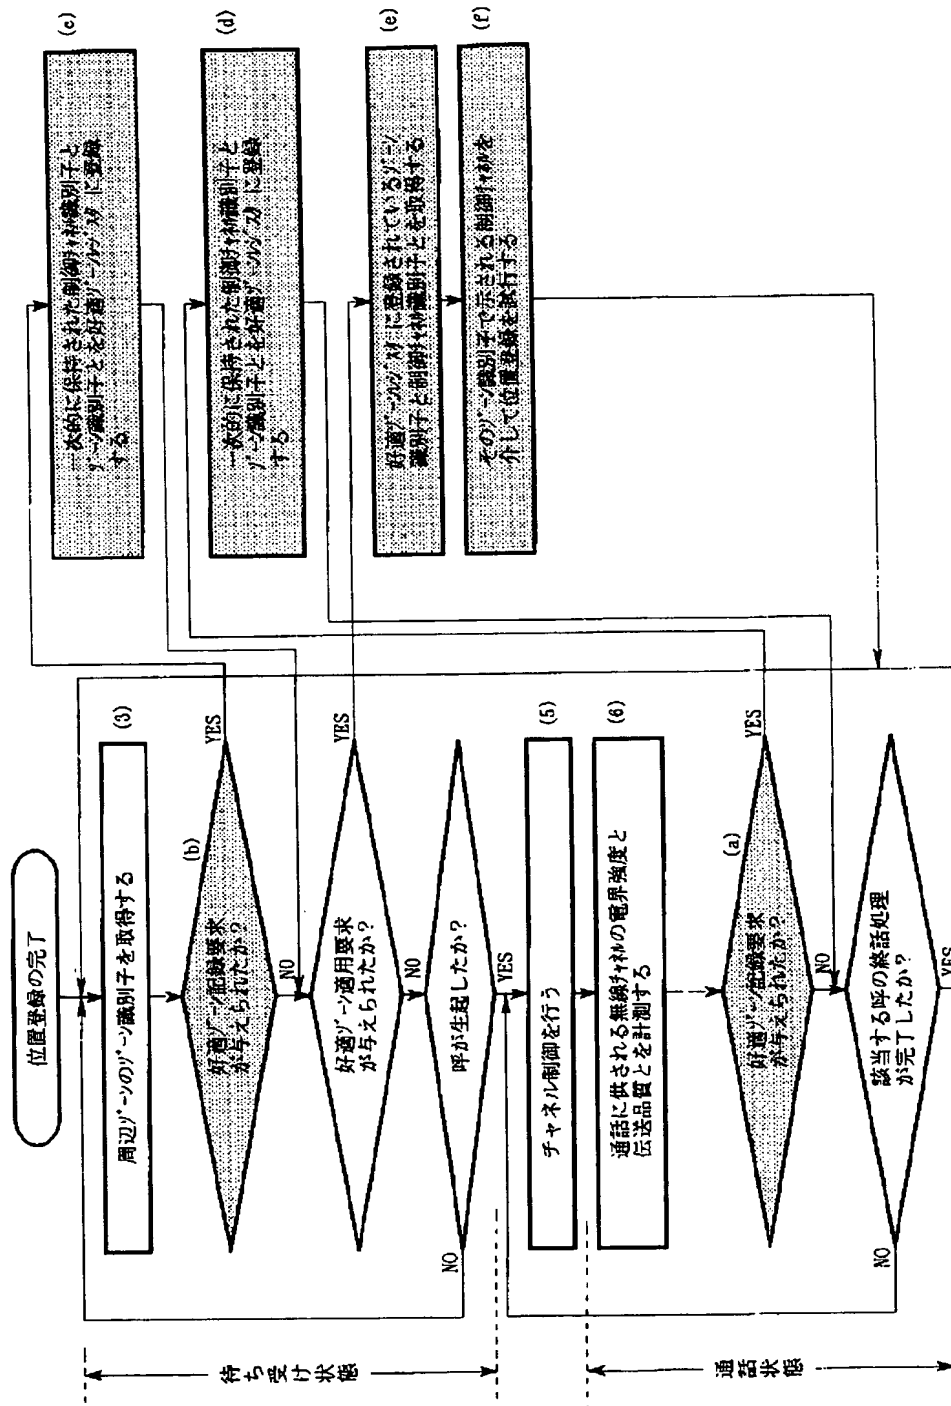 位置登録の完了
周辺ゾーンのゾーン識別子を取得する
(3)
好適ゾーン記録要求
が与えられたか?
(b)
YES
NO
好適ゾーン適用要求
が与えられたか?
YES
NO
呼が生起したか?
YES
NO
チャネル制御を行う
(5)
通話に供される無線チャネルの電界強度と
伝送品質とを計測する
(6)
好適ゾーン記録要求
が与えられたか?
(a)
YES
NO
該当する呼の終話処理
が完了したか?
NO
YES
待ち受け状態
通話状態
一次的に保持された制御チャネル識別子と
ゾーン識別子とを好適ゾーンレジスタに登録
する
(c)
一次的に保持された制御チャネル識別子と
ゾーン識別子とを好適ゾーンレジスタに登録
する
(d)
好適ゾーンレジスタに登録されているゾーン
識別子と制御チャネル識別子とを取得する
(e)
そのゾーン識別子で示される制御チャネルを
介して位置登録を試行する
(f)